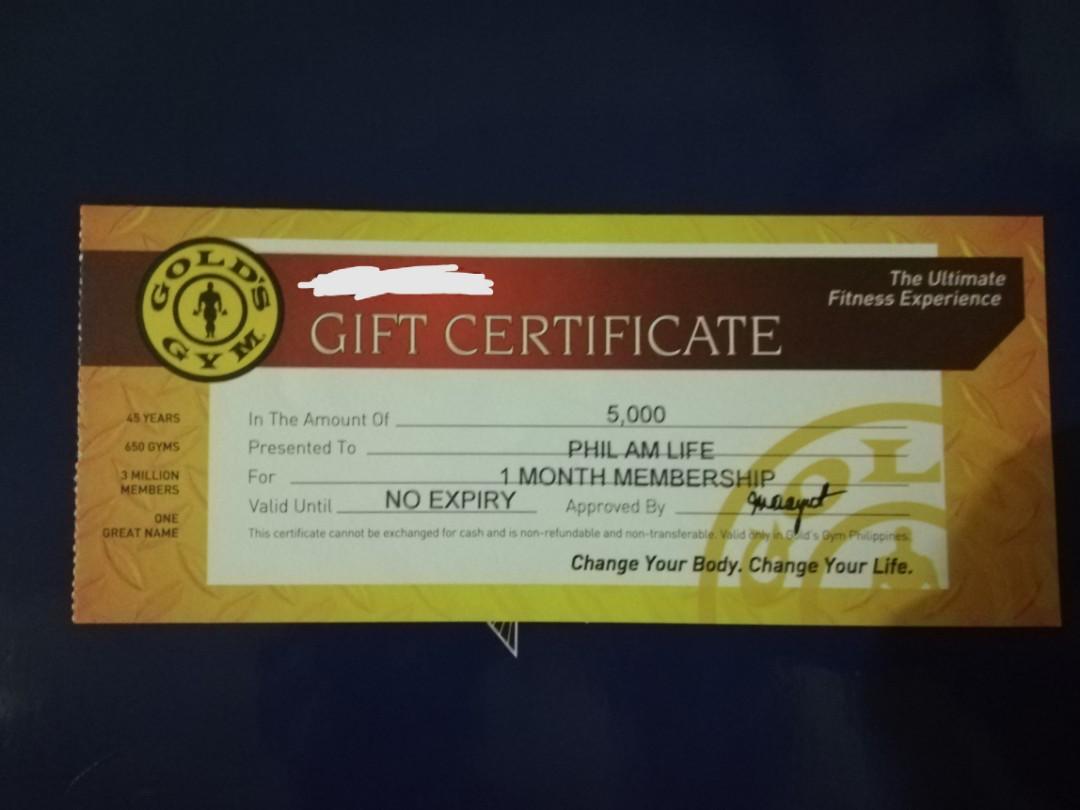 GOLD'S GYM
The Ultimate
Fitness Experience
GIFT CERTIFICATE
45 YEARS
650 GYMS
3 MILLION
MEMBERS
ONE
GREAT NAME
In The Amount Of 5,000
Presented To PHIL AM LIFE
For 1 MONTH MEMBERSHIP
Valid Until NO EXPIRY Approved By
This certificate cannot be exchanged for cash and is non-refundable and non-transferable. Valid only in Gold's Gym Philippines.
Change Your Body. Change Your Life.